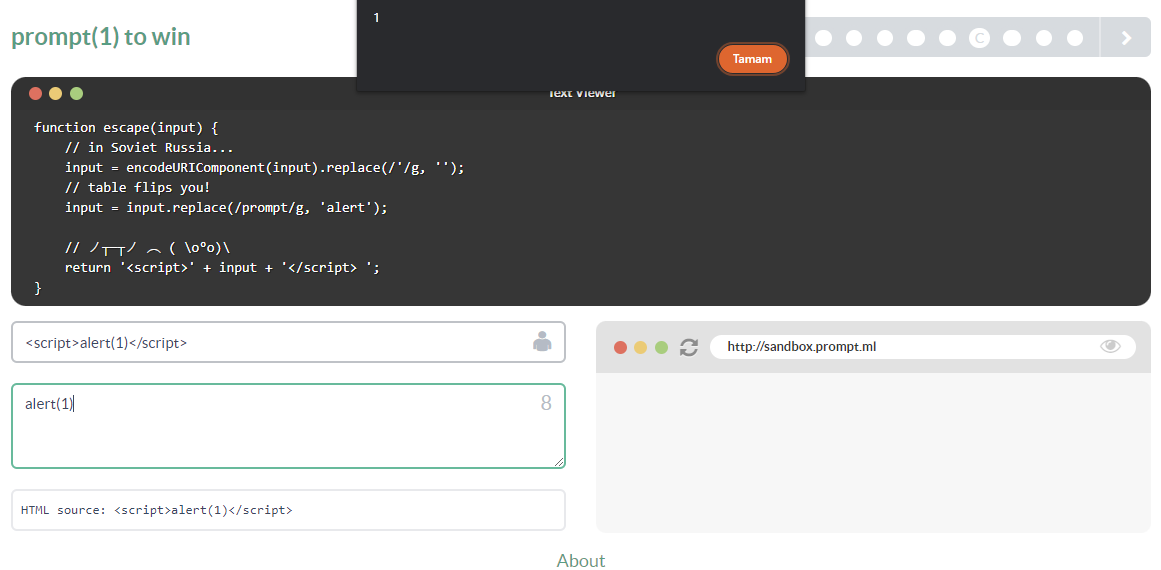 prompt(1) to win
1
Tamam
C
Text Viewer
function escape(input) {
// in Soviet Russia...
input = encodeURIComponent(input).replace(/'/g, '');
// table flips you!
input = input.replace(/prompt/g, 'alert');
// ノ┬─┬ノ ︵ ( \o°o)\
return '<script>' + input + '</script> ';
}
<script>alert(1)</script>
http://sandbox.prompt.ml
alert(1)
8
HTML source: <script>alert(1)</script>
About